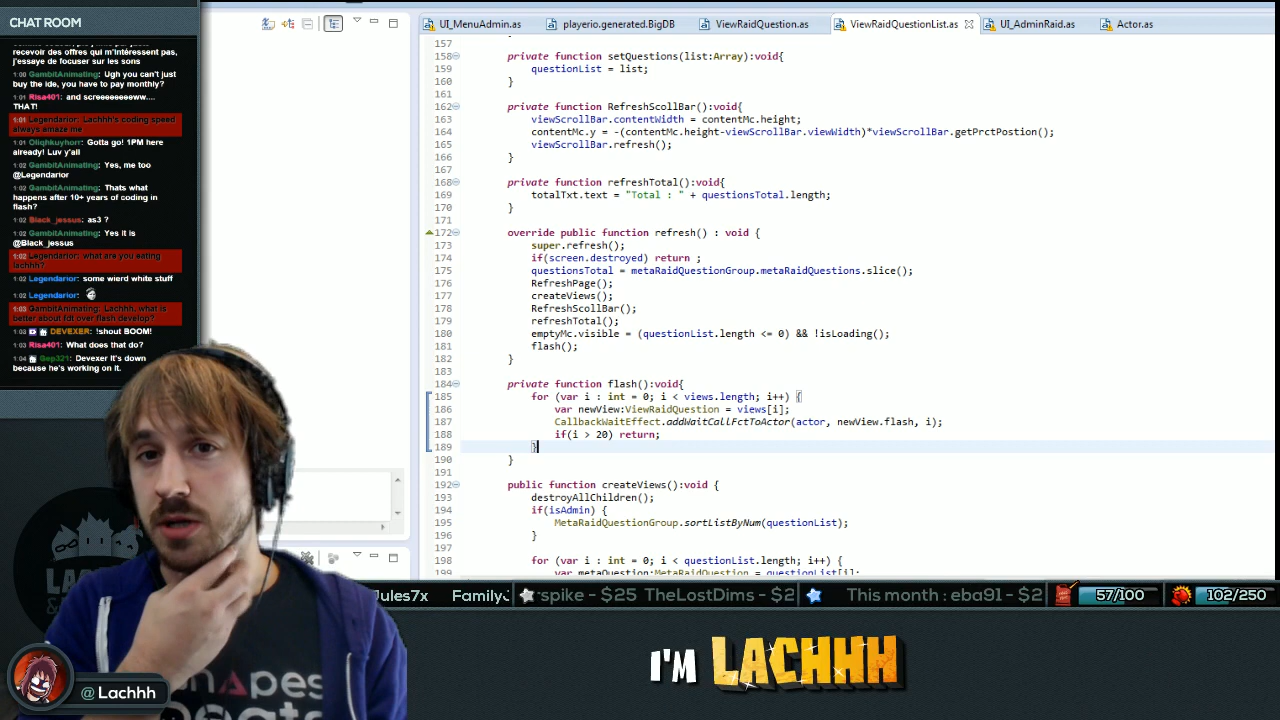 CHAT ROOM
recevoir des offres qui m'intéressent pas,
j'essaye de focuser sur les sons
1:00 GambitAnimating: Ugh you can't just
buy the ide, you have to pay monthly?
1:01 Risa401: and screeeeeeeww....
THAT!
1:01 Legendarior: Lachhh's coding speed
always amaze me
1:01 Oliqhkuyhorr: Gotta go! 1PM here
already! Luv y'all
1:02 GambitAnimating: Yes, me too
@Legendarior
1:02 GambitAnimating: Thats what
happens after 10+ years of coding in
flash?
1:02 Black_jessus: as3 ?
1:02 GambitAnimating: Yes it is
@Black_jessus
1:02 Legendarior: what are you eating
lachhh?
1:02 Legendarior: some wierd white stuff
1:02 Legendarior:
1:03 GambitAnimating: Lachhh, what is
better about fdt over flash develop?
1:03 DEVEXER: !shout BOOM!
1:03 Risa401: What does that do?
1:04 Gep321: Devexer It's down
because he's working on it.
UI_MenuAdmin.as playerio.generated.BigDB ViewRaidQuestion.as ViewRaidQuestionList.as UI_AdminRaid.as Actor.as
157
158 private function setQuestions(list:Array):void{
159 questionList = list;
160 }
161
162 private function RefreshScollBar():void{
163 viewScrollBar.contentWidth = contentMc.height;
164 contentMc.y = -(contentMc.height-viewScrollBar.viewWidth)*viewScrollBar.getPrctPostion();
165 viewScrollBar.refresh();
166 }
167
168 private function refreshTotal():void{
169 totalTxt.text = "Total : " + questionsTotal.length;
170 }
171
172 override public function refresh() : void {
173 super.refresh();
174 if(screen.destroyed) return ;
175 questionsTotal = metaRaidQuestionGroup.metaRaidQuestions.slice();
176 RefreshPage();
177 createViews();
178 RefreshScollBar();
179 refreshTotal();
180 emptyMc.visible = (questionList.length <= 0) && !isLoading();
181 flash();
182 }
183
184 private function flash():void{
185 for (var i : int = 0; i < views.length; i++) {
186 var newView:ViewRaidQuestion = views[i];
187 CallbackWaitEffect.addWaitCallFctToActor(actor, newView.flash, i);
188 if(i > 20) return;
189 }
190 }
191
192 public function createViews():void {
193 destroyAllChildren();
194 if(isAdmin) {
195 MetaRaidQuestionGroup.sortListByNum(questionList);
196 }
197
198 for (var i : int = 0; i < questionList.length; i++) {
199 var metaQuestion:MetaRaidQuestion = questionList[i];
Jules7x FamilyJ spike - $25 TheLostDims - $2 This month : eba91 - $2 57/100 102/250
I'M LACHHH
@ Lachhh